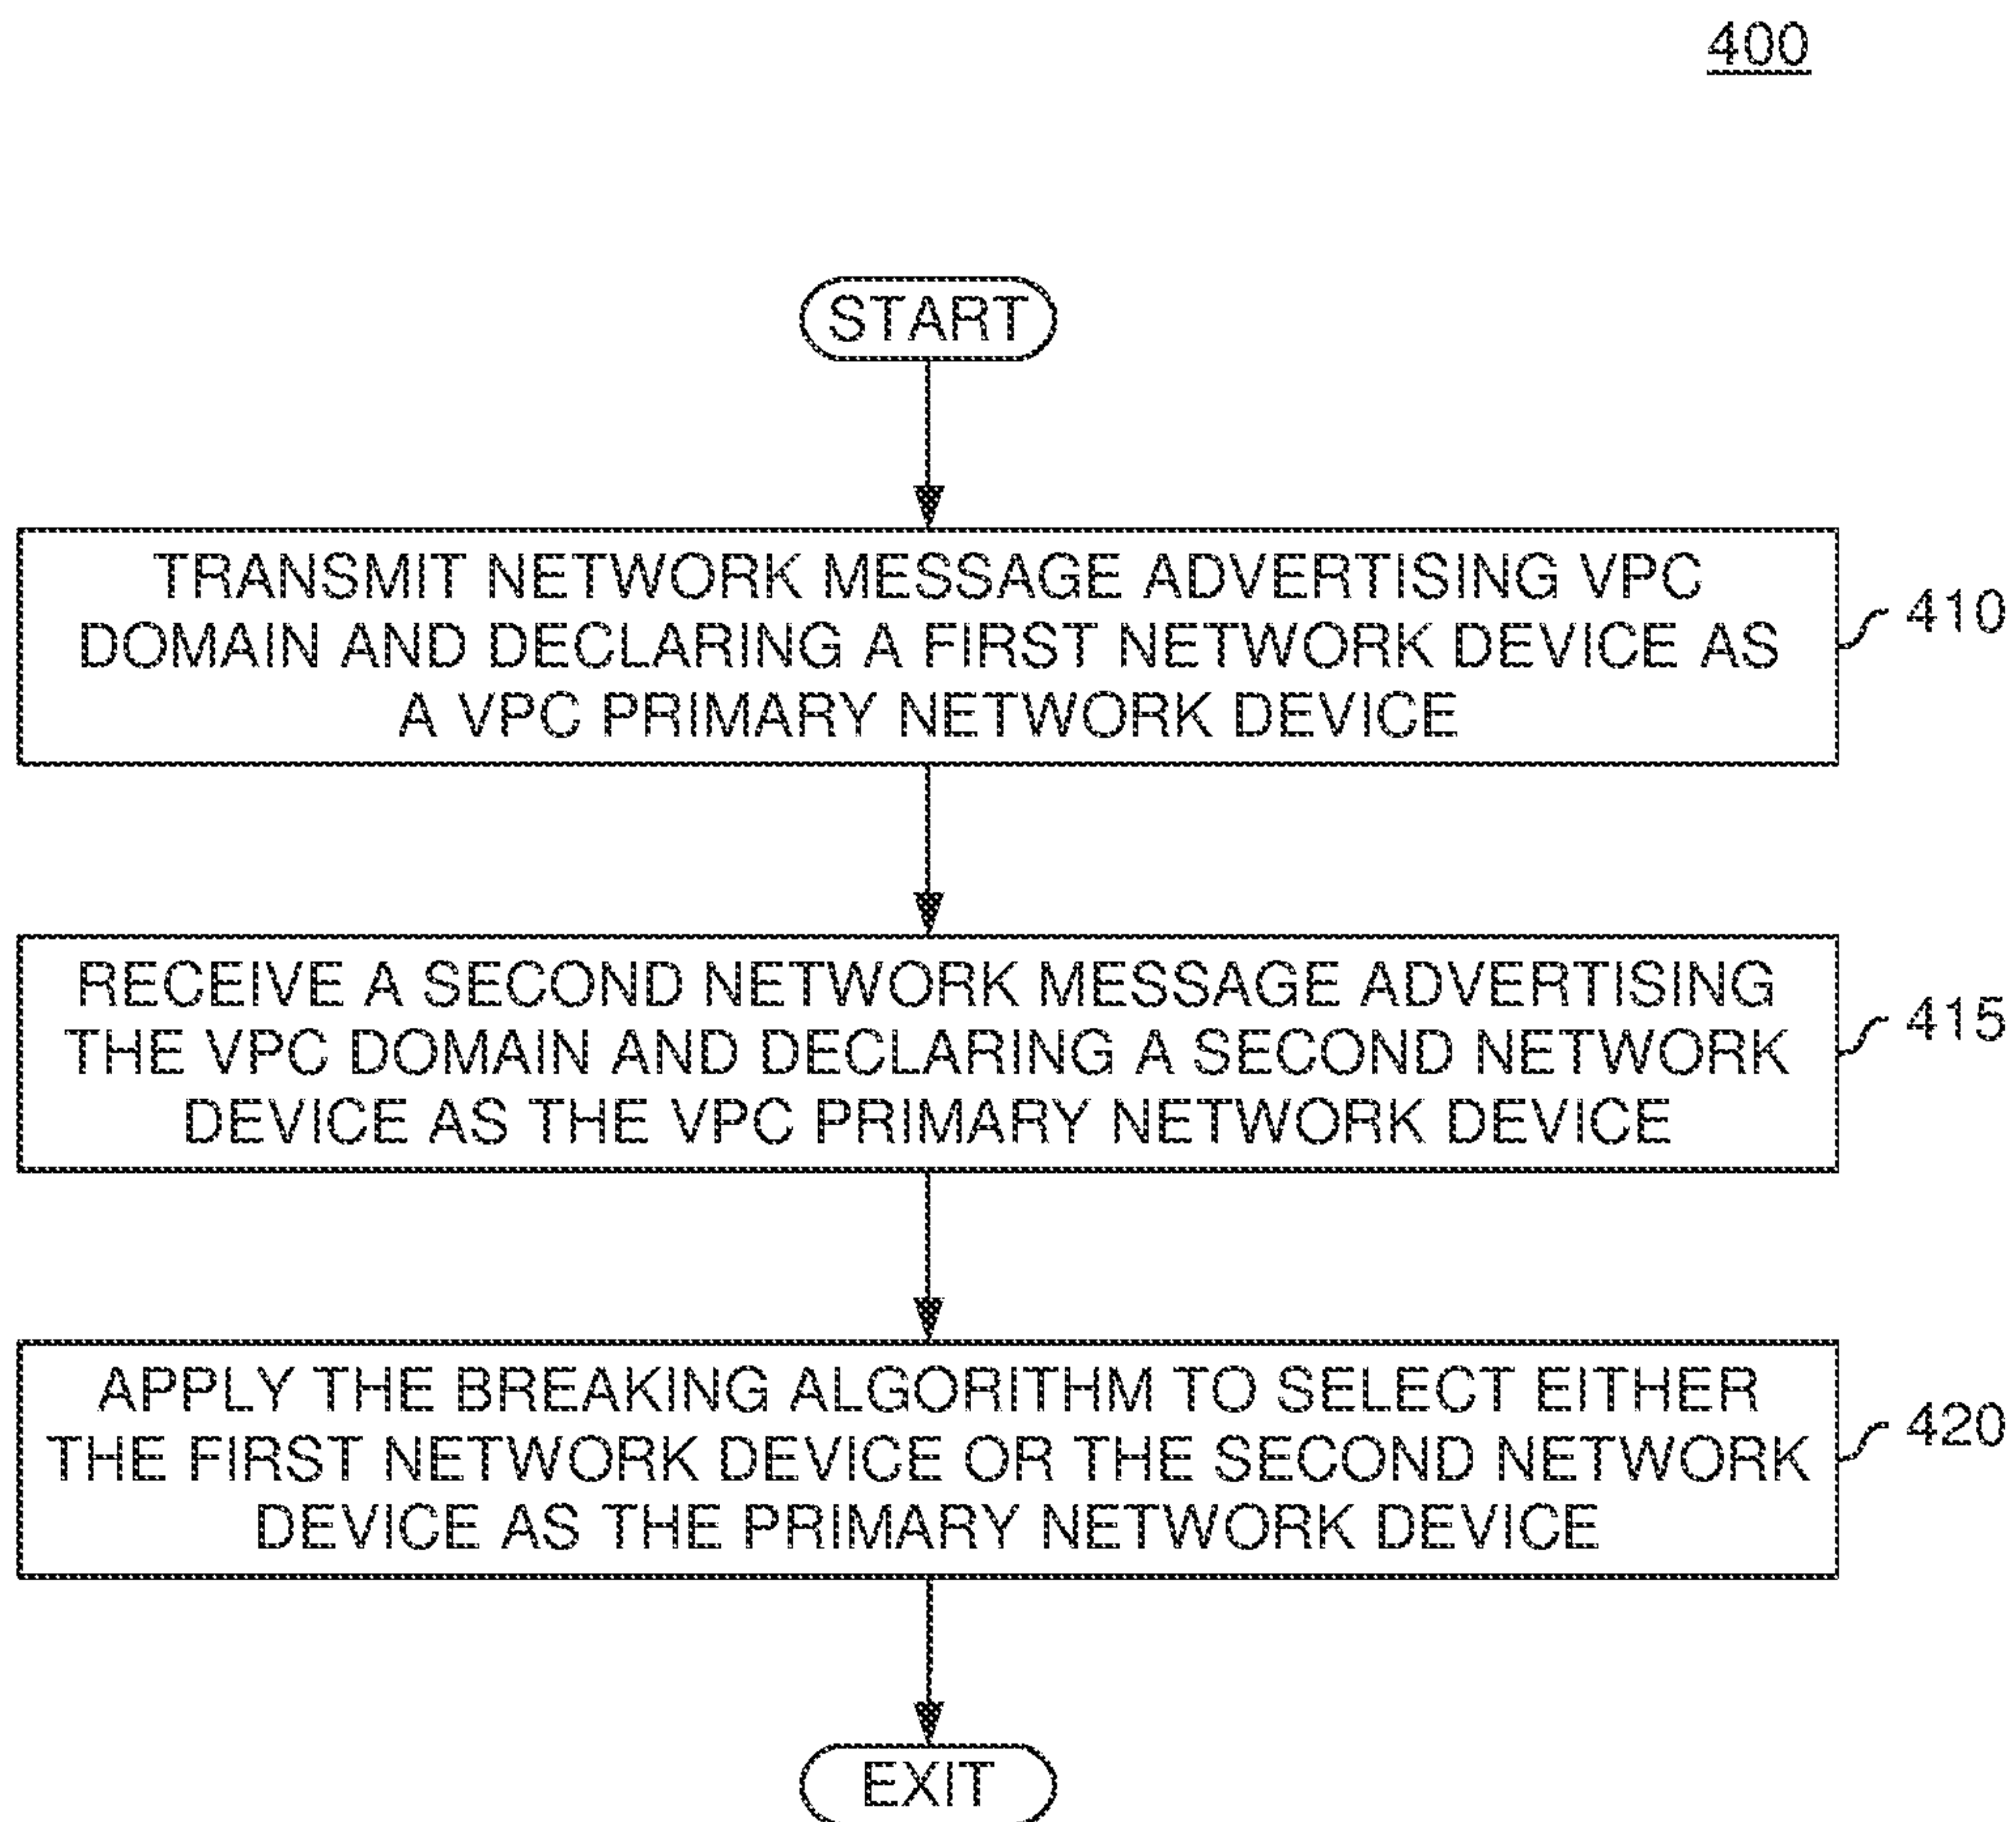 400
START
TRANSMIT NETWORK MESSAGE ADVERTISING VPC
DOMAIN AND DECLARING A FIRST NETWORK DEVICE AS
A VPC PRIMARY NETWORK DEVICE
410
RECEIVE A SECOND NETWORK MESSAGE ADVERTISING
THE VPC DOMAIN AND DECLARING A SECOND NETWORK
DEVICE AS THE VPC PRIMARY NETWORK DEVICE
415
APPLY THE BREAKING ALGORITHM TO SELECT EITHER
THE FIRST NETWORK DEVICE OR THE SECOND NETWORK
DEVICE AS THE PRIMARY NETWORK DEVICE
420
EXIT